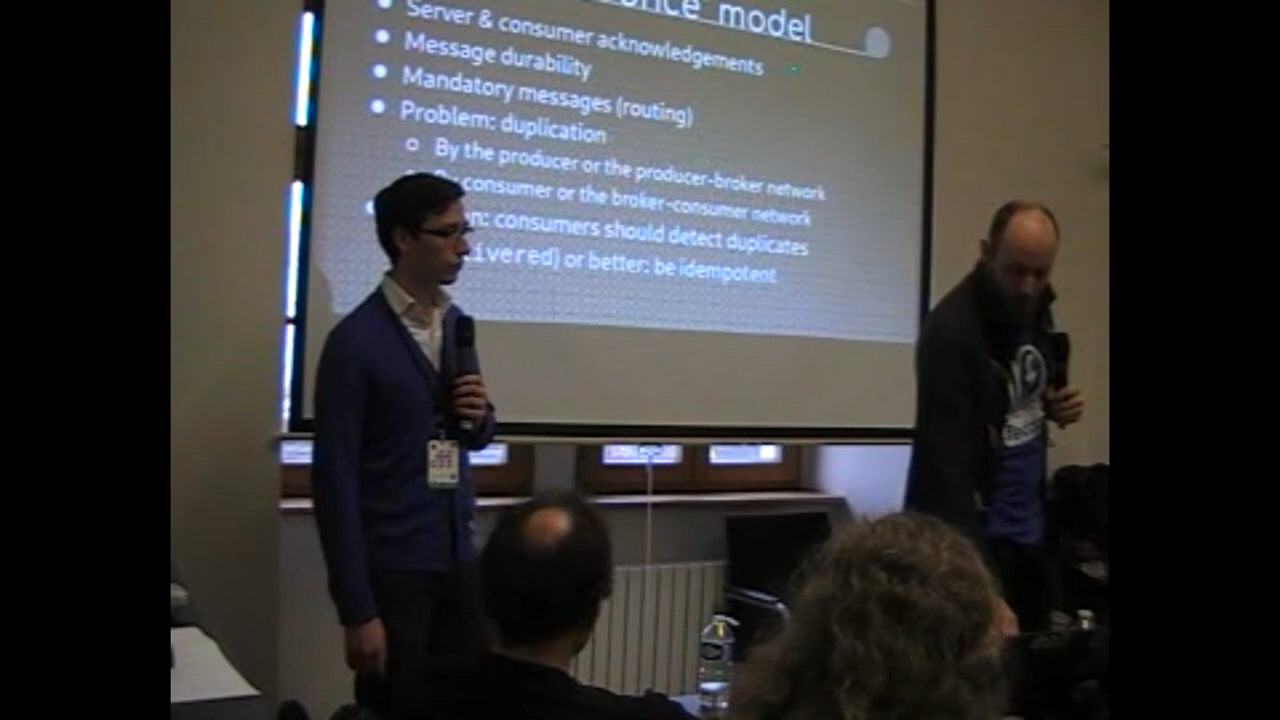 once" model
Server & consumer acknowledgements
Message durability
Mandatory messages (routing)
Problem: duplication
By the producer or the producer-broker network
consumer or the broker-consumer network
consumers should detect duplicates
or better: be idempotent